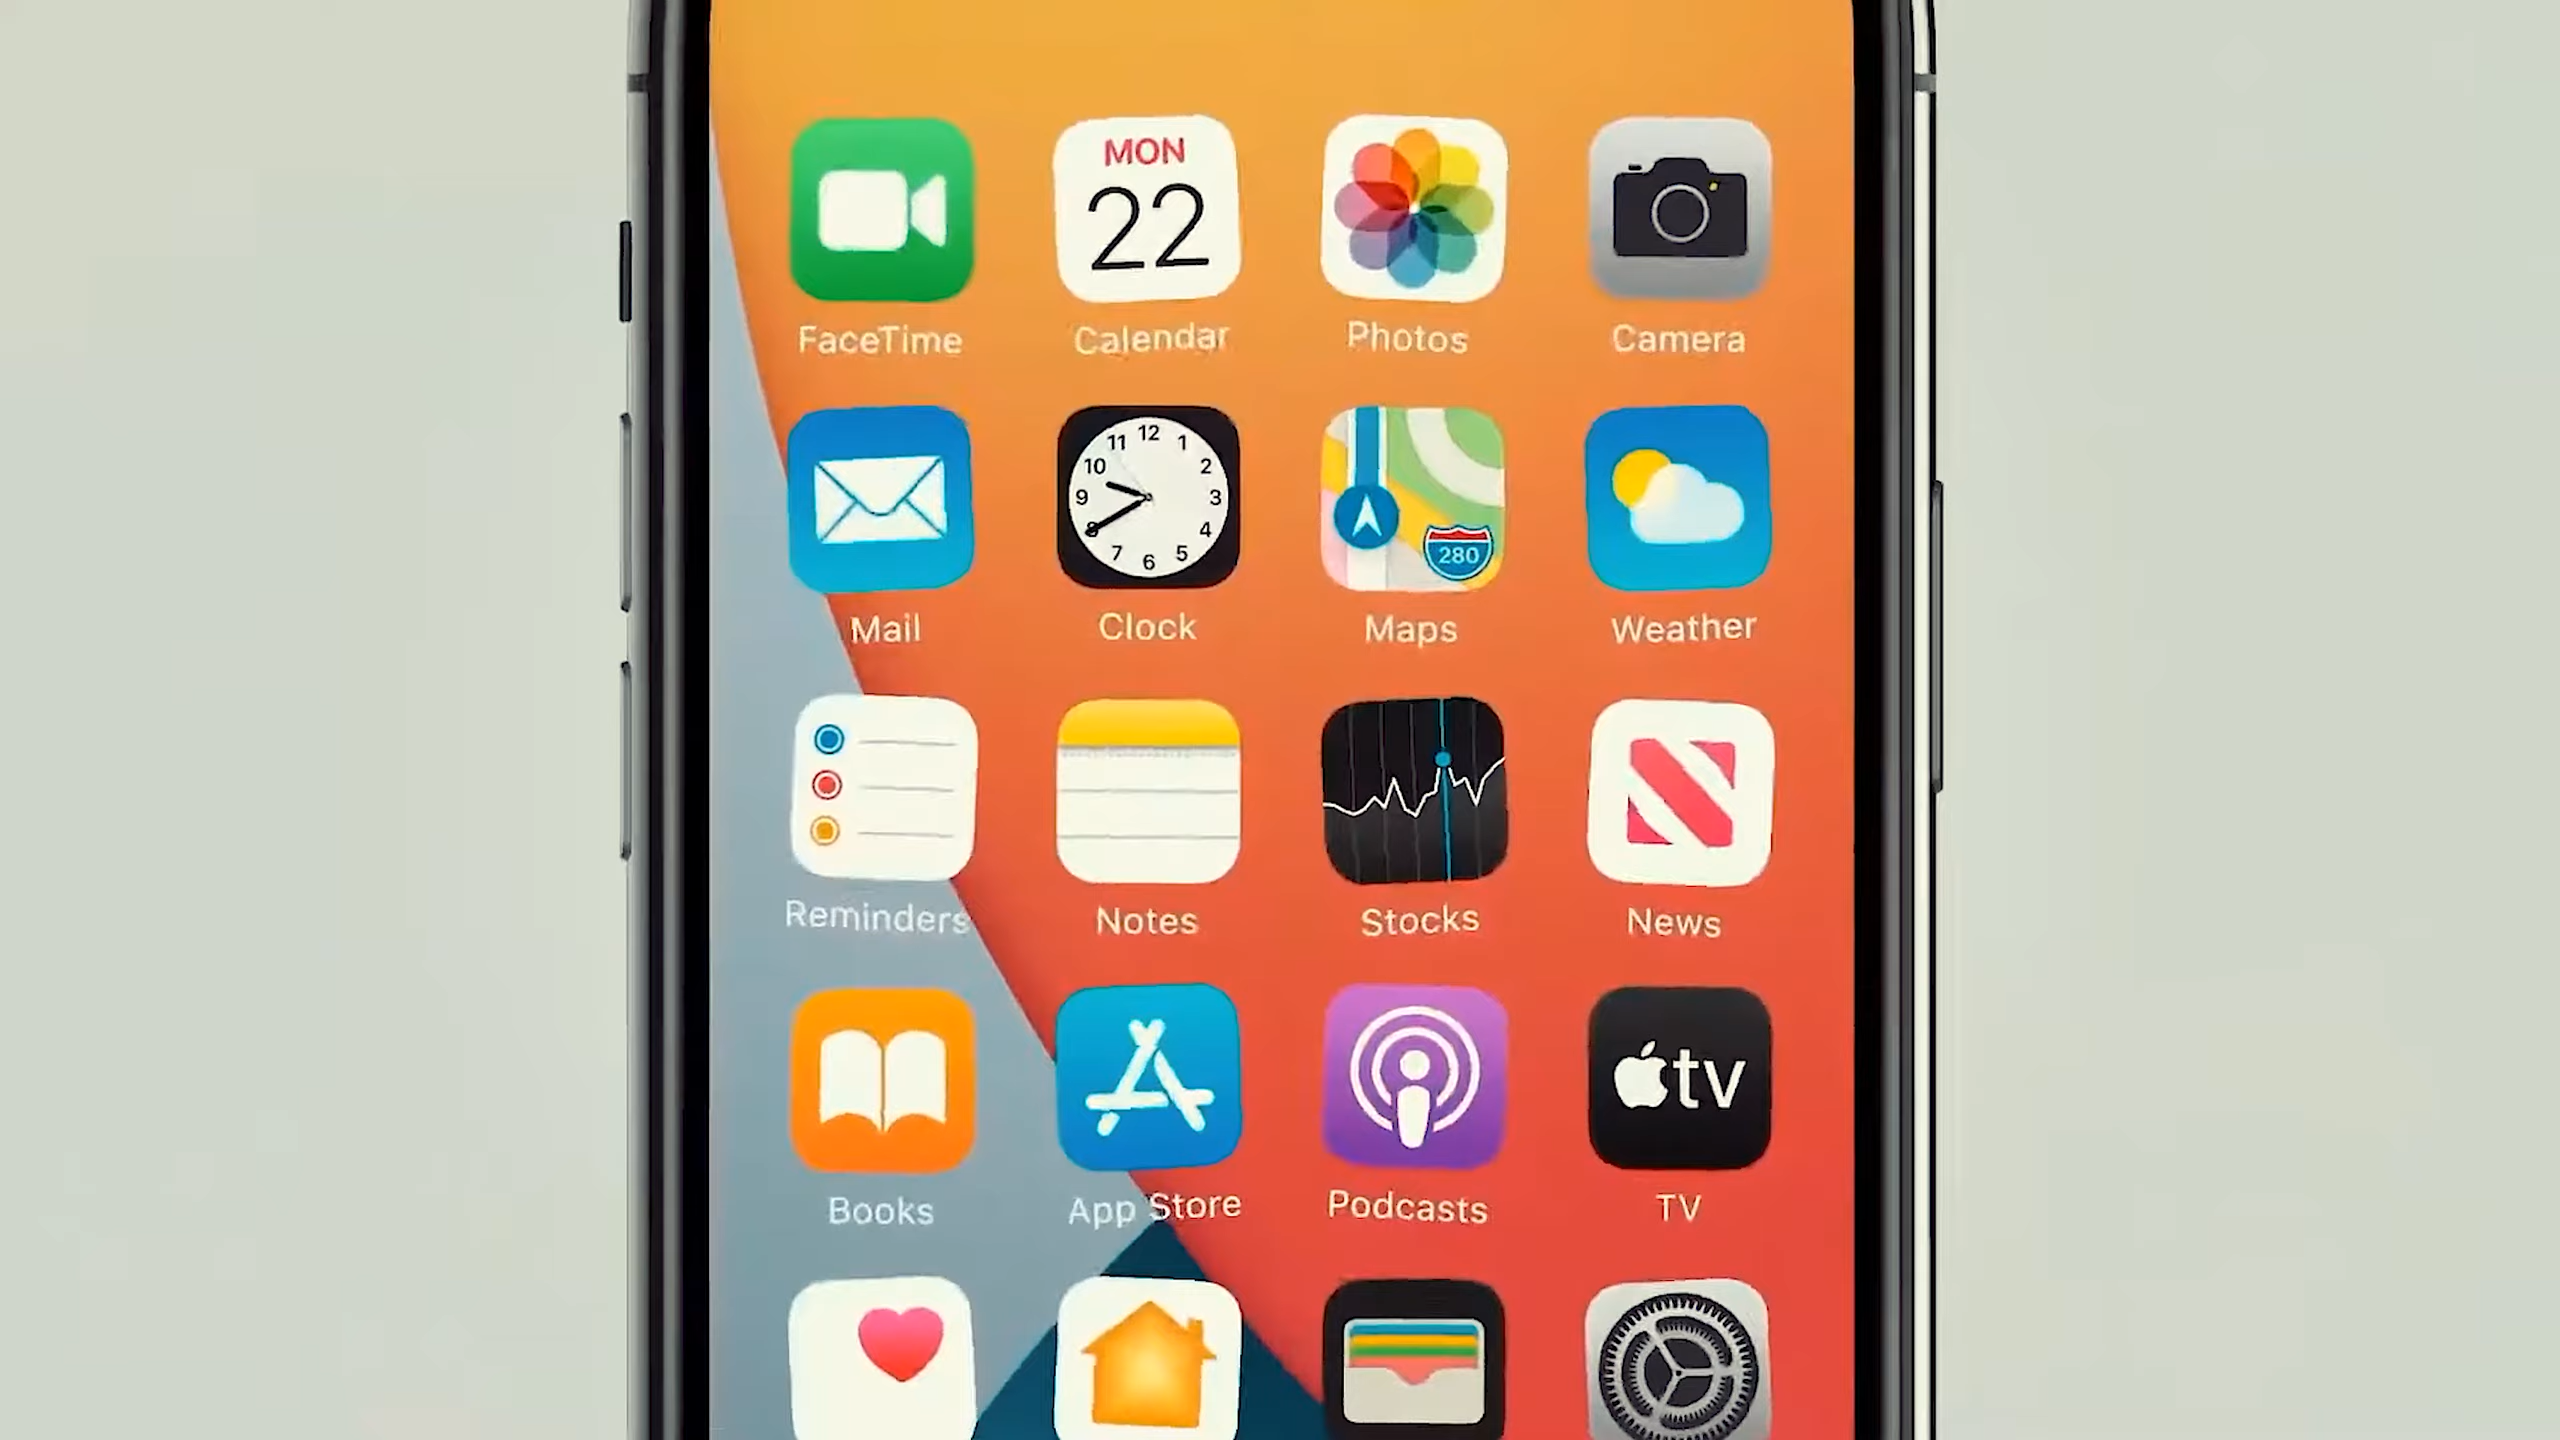 MON
22
FaceTime
Calendar
Photos
Camera
12
11
1
10
2
9
3
8
4
7
5
6
280
Mail
Clock
Maps
Weather
Reminders
Notes
Stocks
News
tv
Books
App Store
Podcasts
TV